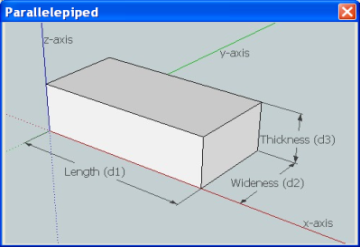 Parallelepiped
z-axis
y-axis
Thickness (d3)
Length (d1)
Wideness (d2)
x-axis